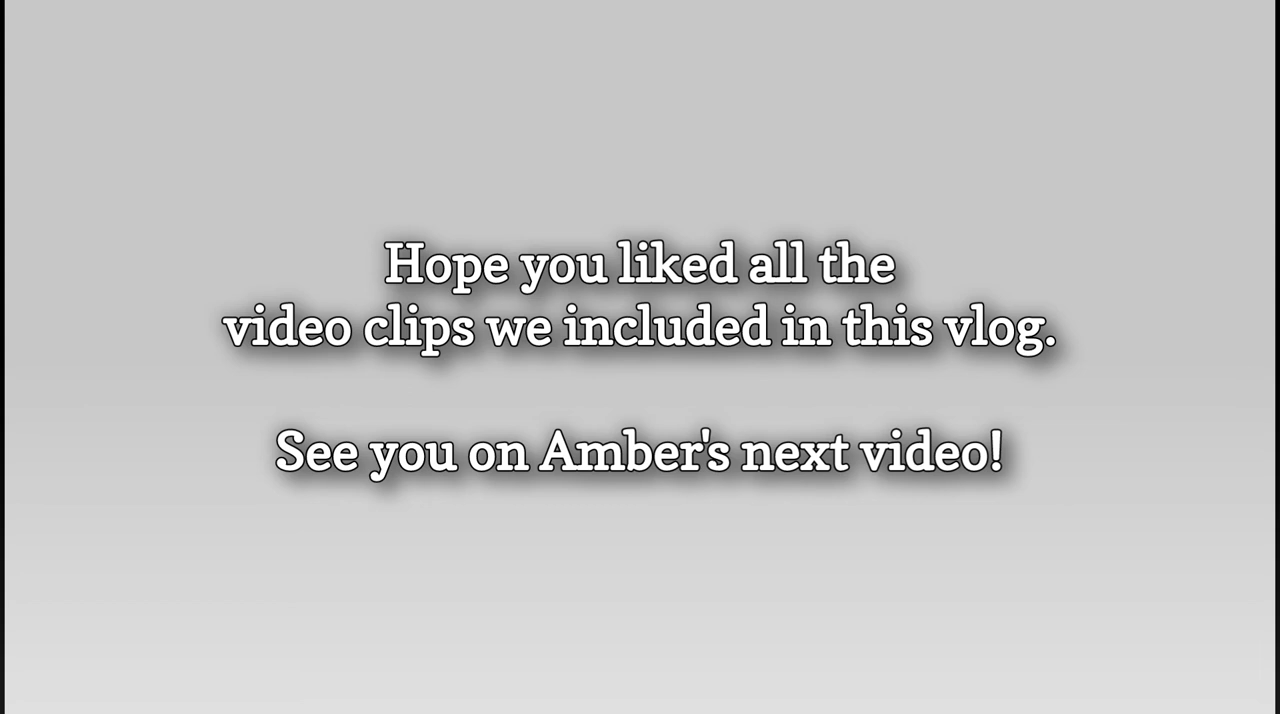 Hope you liked all the
video clips we included in this vlog.
See you on Amber's next video!